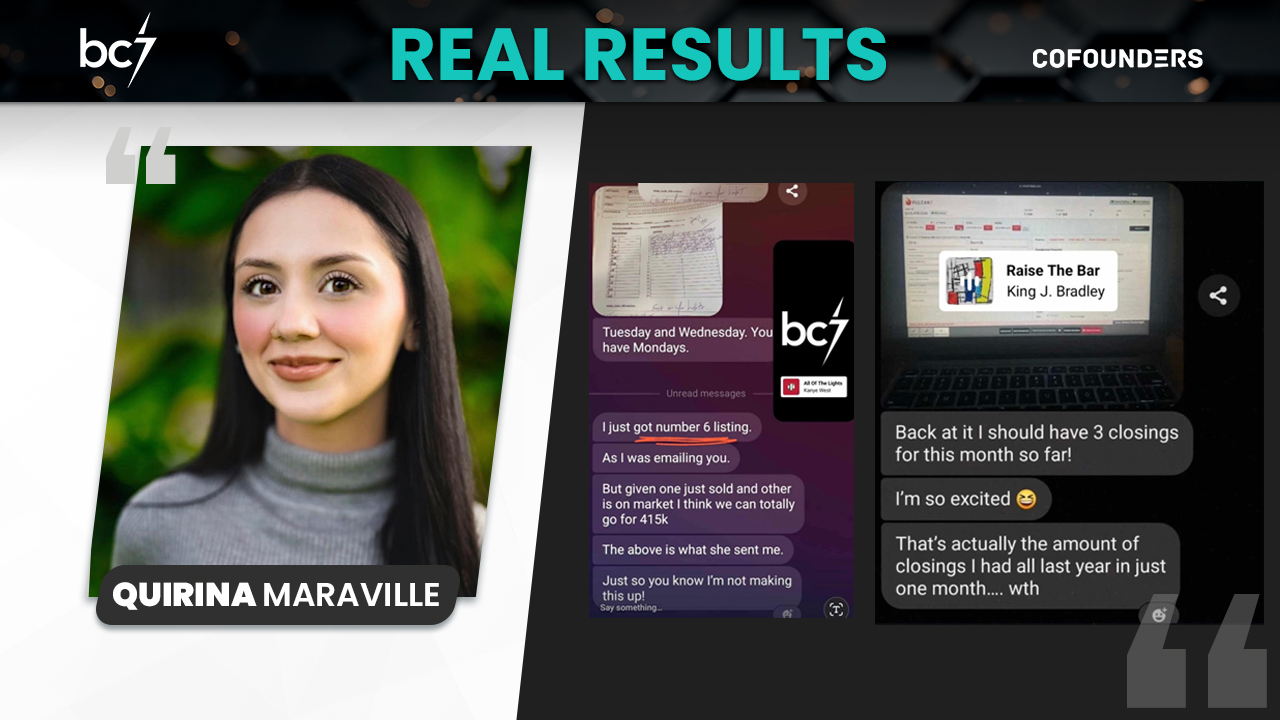 bc7
REAL RESULTS
COFOUNDERS
QUIRINA MARAVILLE
Tuesday and Wednesday. You
have Mondays.
Unread messages
I just got number 6 listing.
As I was emailing you.
But given one just sold and other
is on market I think we can totally
go for 415k
The above is what she sent me.
Just so you know I'm not making
this up!
Say something...
bc7
All Of The Lights
Kanye West
Raise The Bar
King J. Bradley
Back at it I should have 3 closings
for this month so far!
I'm so excited 😆
That's actually the amount of
closings I had all last year in just
one month.... wth